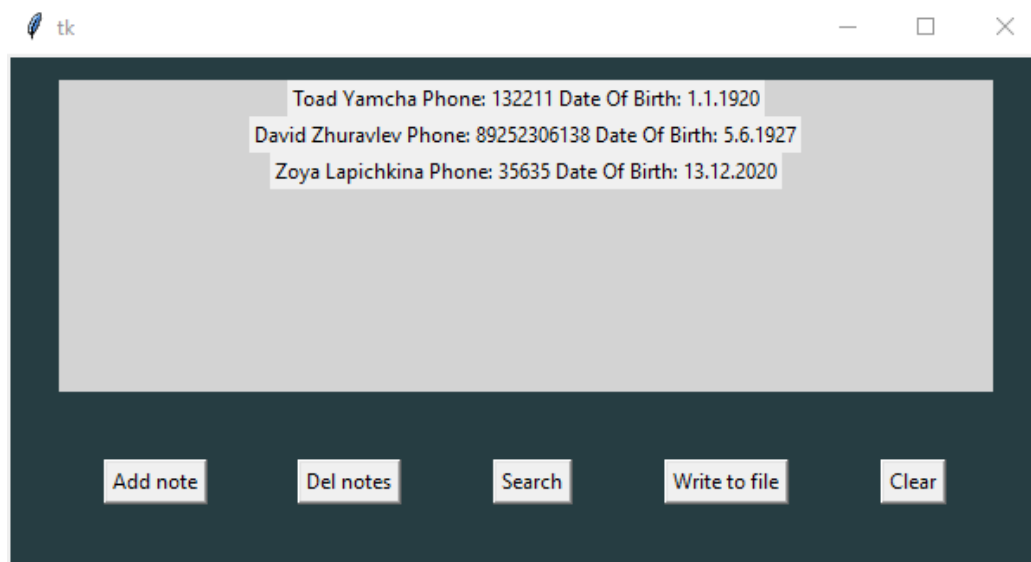 tk
Toad Yamcha Phone: 132211 Date Of Birth: 1.1.1920
David Zhuravlev Phone: 89252306138 Date Of Birth: 5.6.1927
Zoya Lapichkina Phone: 35635 Date Of Birth: 13.12.2020
Add note Del notes Search Write to file Clear